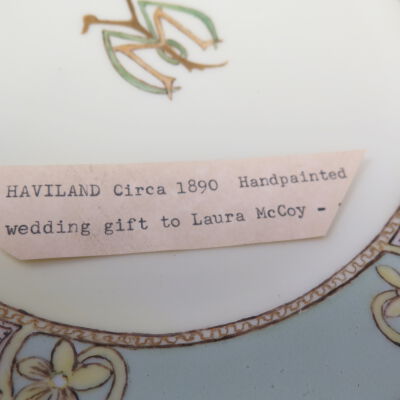 HAVILAND Circa 1890 Handpainted
wedding gift to Laura McCoy -